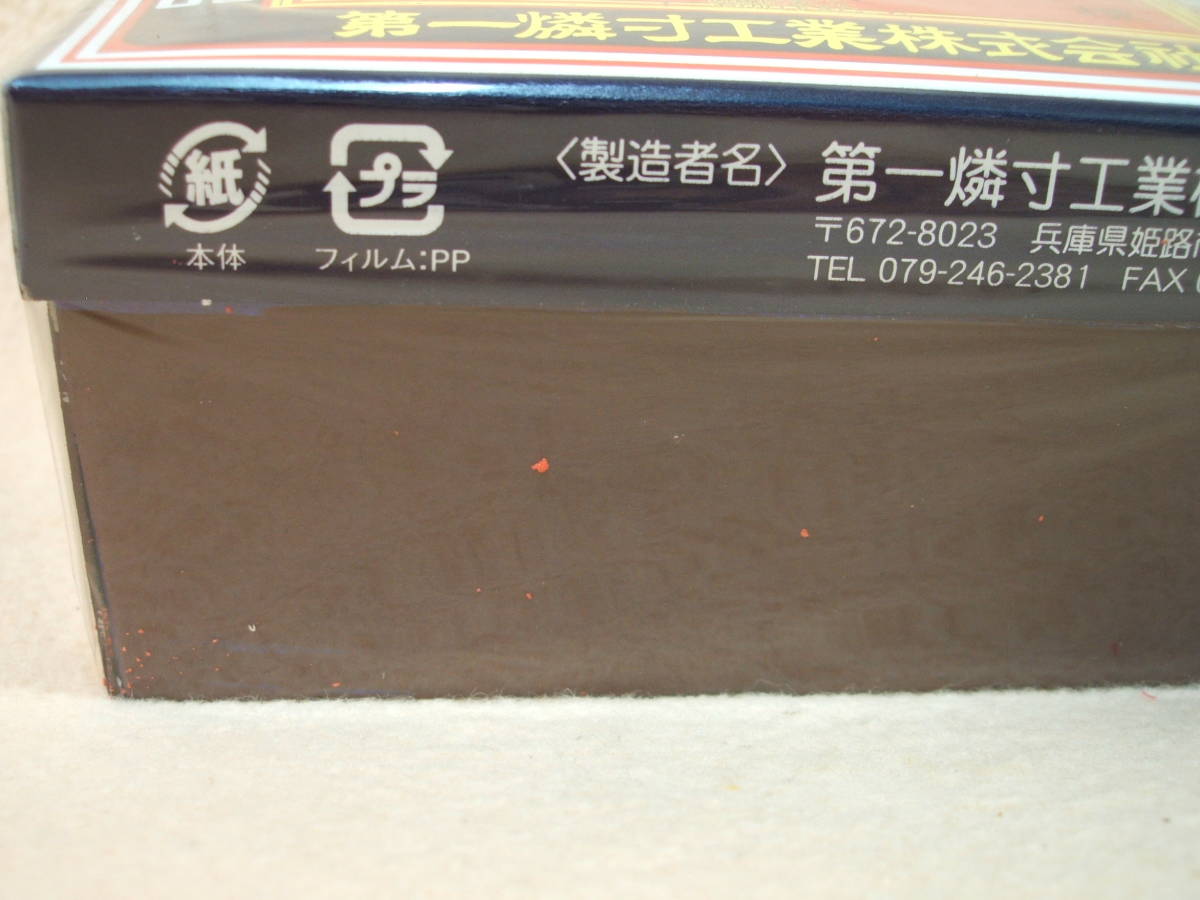 第一燐寸工業株式会社
紙
プラ
〈製造者名〉
第一燐寸工業
本体
フィルム:PP
〒672-8023 兵庫県姫路
TEL 079-246-2381 FAX